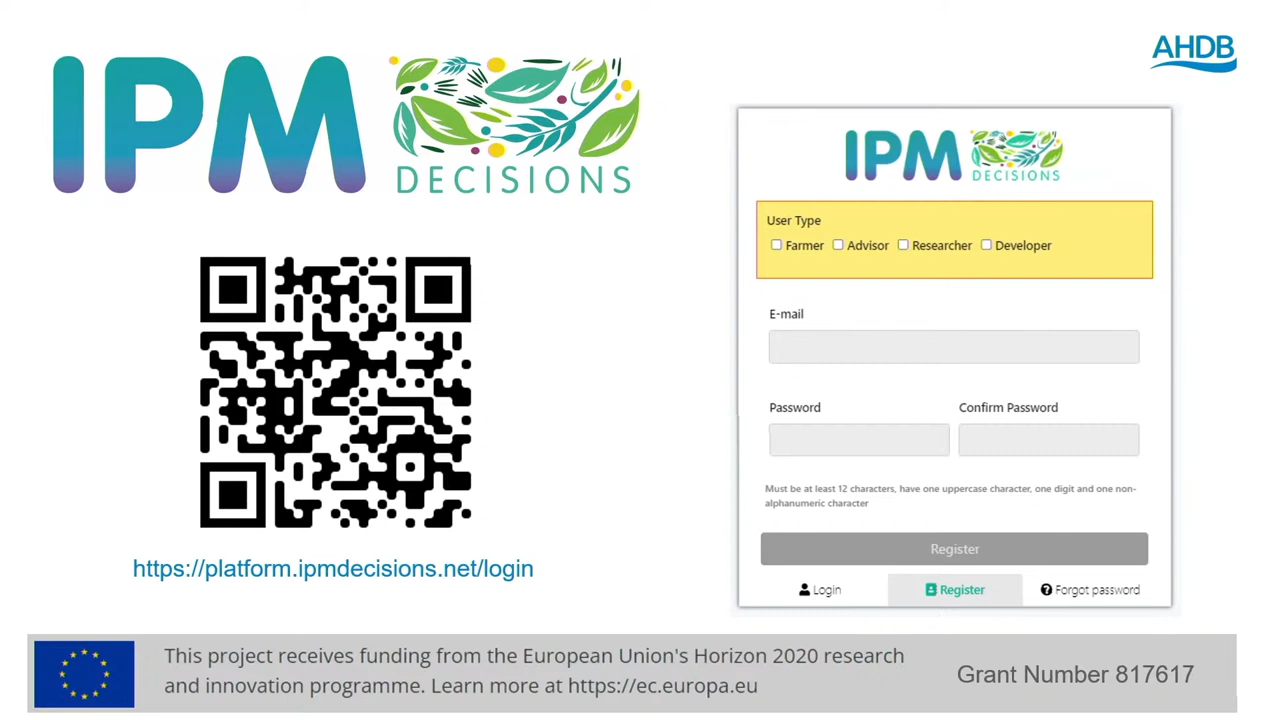 AHDB
IPM
DECISIONS
https://platform.ipmdecisions.net/login
IPM
DECISIONS
User Type
Farmer Advisor Researcher Developer
E-mail
Password Confirm Password
Must be at least 12 characters, have one uppercase character, one digit and one non-
alphanumeric character
Register
Login Register Forgot password
This project receives funding from the European Union's Horizon 2020 research
and innovation programme. Learn more at https://ec.europa.eu
Grant Number 817617